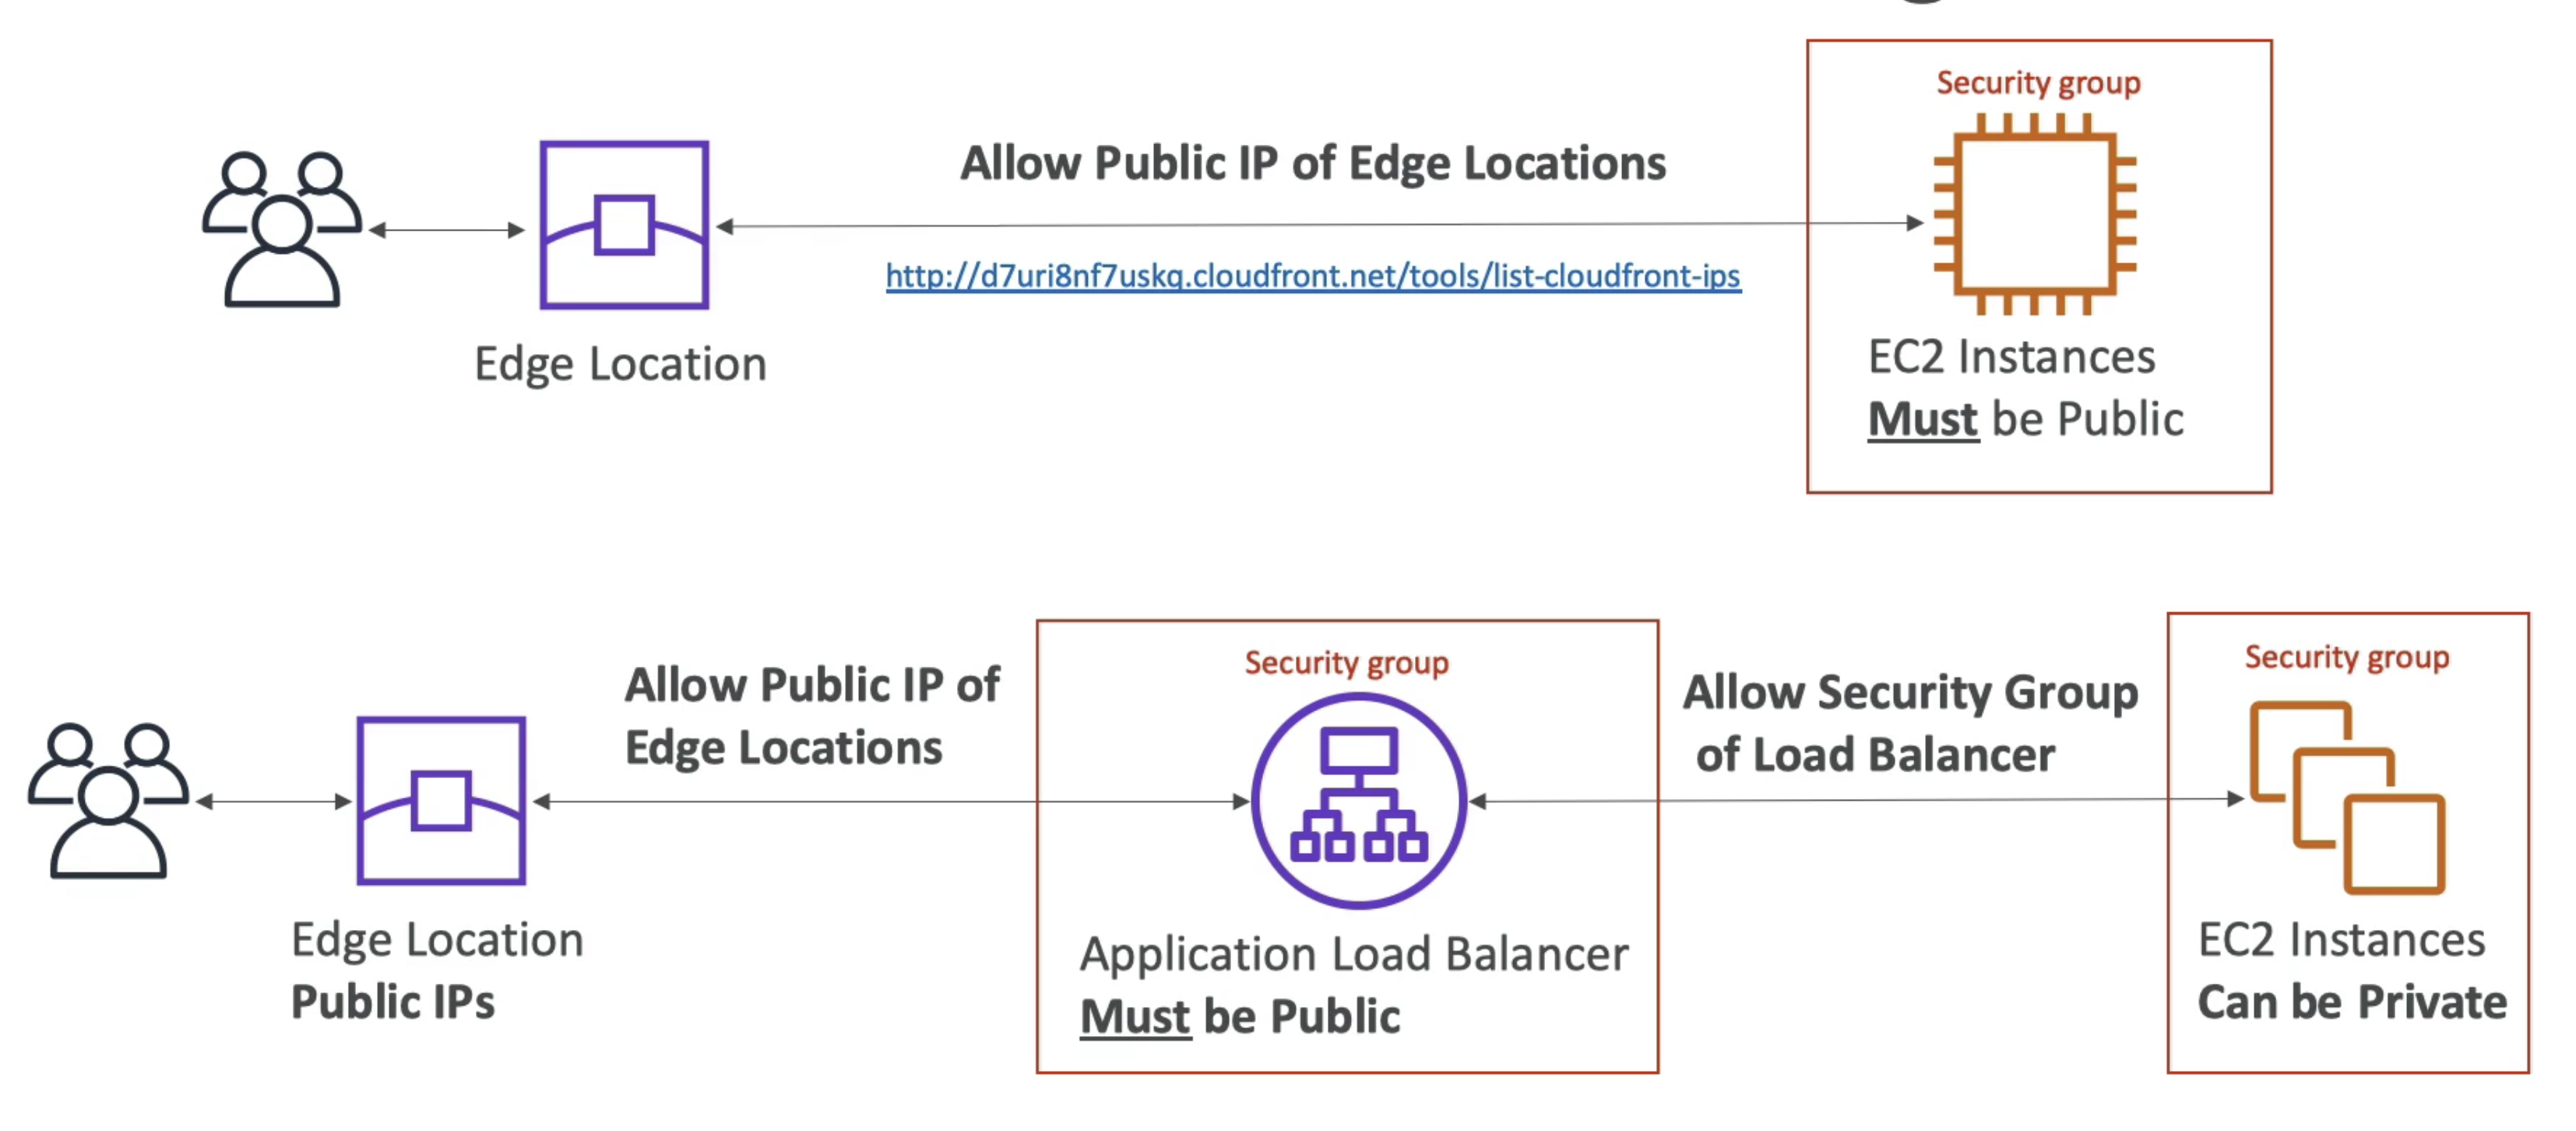 Security group
Allow Public IP of Edge Locations
http://d7uri8nf7uskq.cloudfront.net/tools/list-cloudfront-ips
Edge Location
EC2 Instances
Must be Public
Security group
Allow Public IP of
Edge Locations
Allow Security Group
of Load Balancer
Security group
Edge Location
Public IPs
Application Load Balancer
Must be Public
EC2 Instances
Can be Private